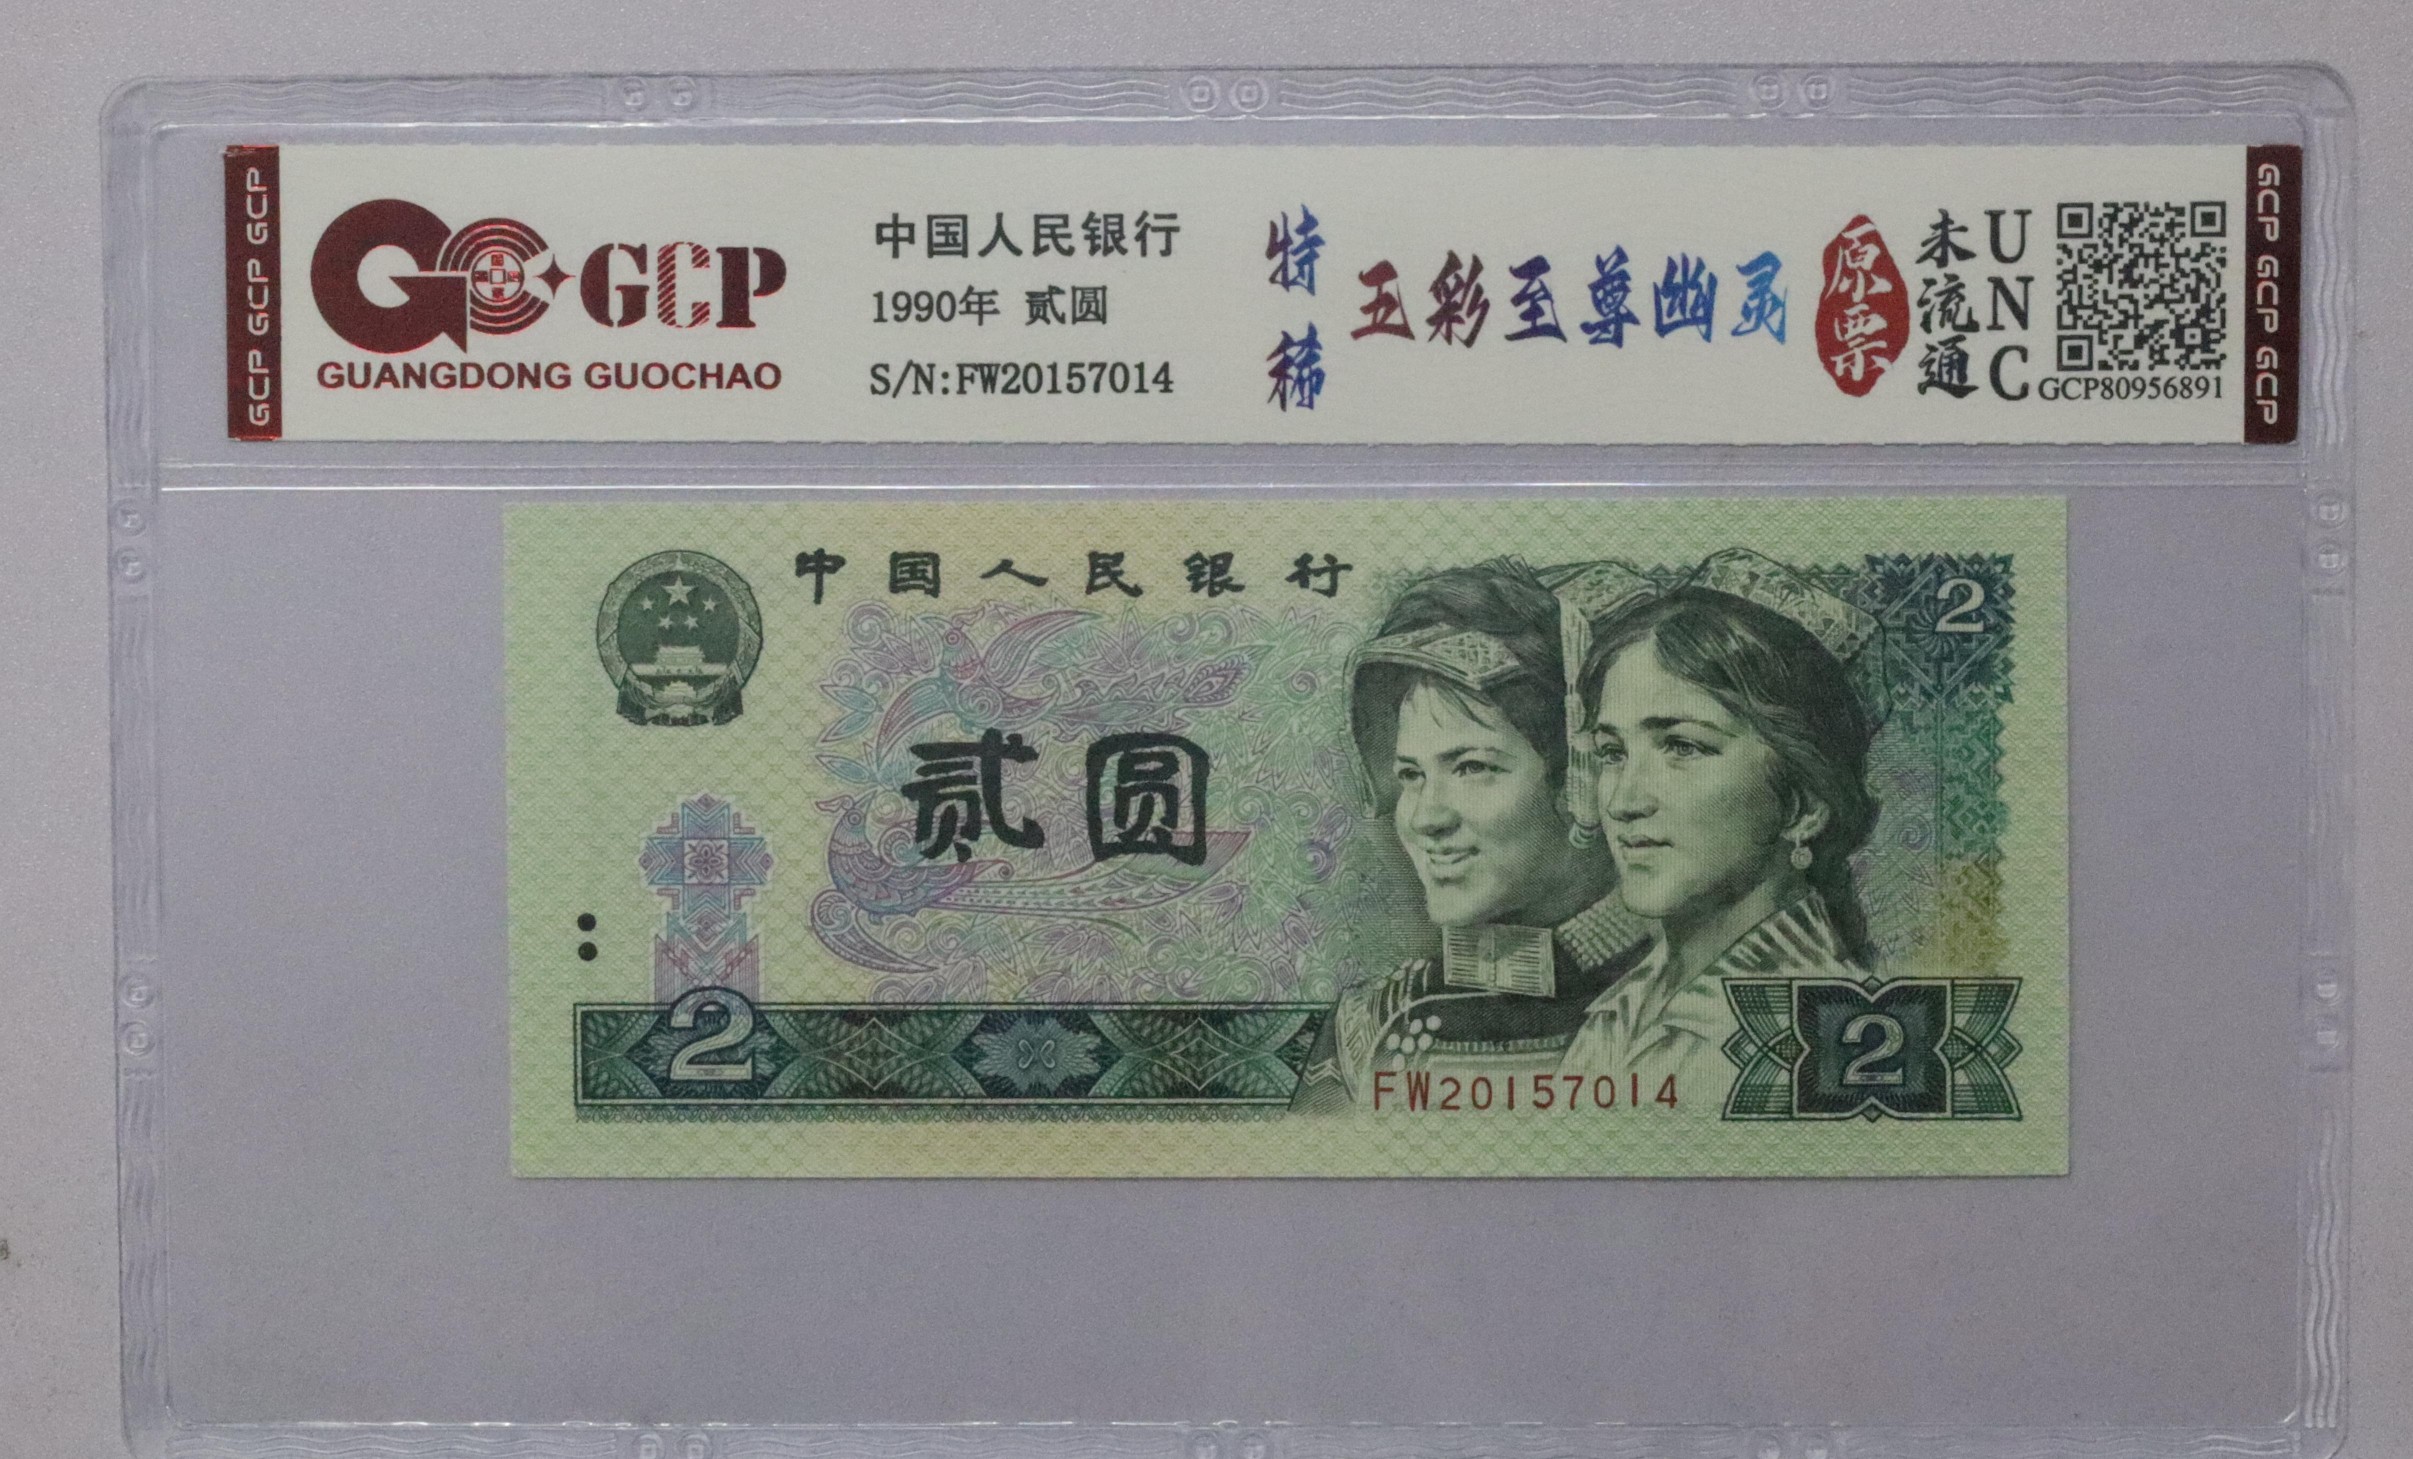 GCP GCP GCP
GCP
GUANGDONG GUOCHAO
中国人民银行
1990年 贰圆
S/N:FW20157014
特稀
五彩至尊幽灵
原票
未流通
UNC
GCP80956891
GCP GCP GCP
中国人民银行
2
贰圆
2
FW20157014
2